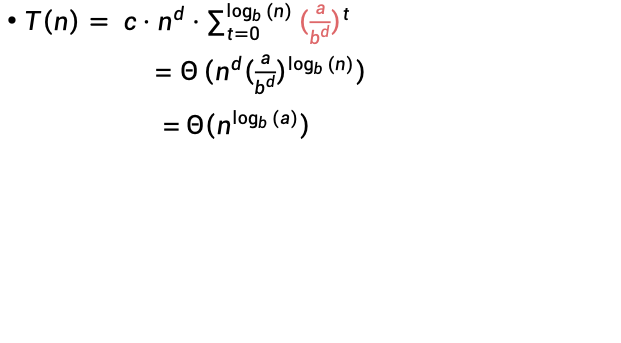 • T(n) = c · n^d · ∑_{t=0}^{log_b (n)} (a/b^d)^t
= Θ (n^d (a/b^d)^{log_b (n)})
= Θ(n^{log_b (a)})